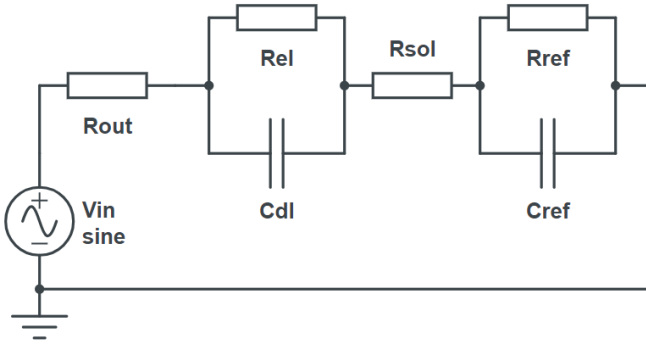 Rel
Rsol
Rref
Rout
Cdl
Cref
Vin
sine